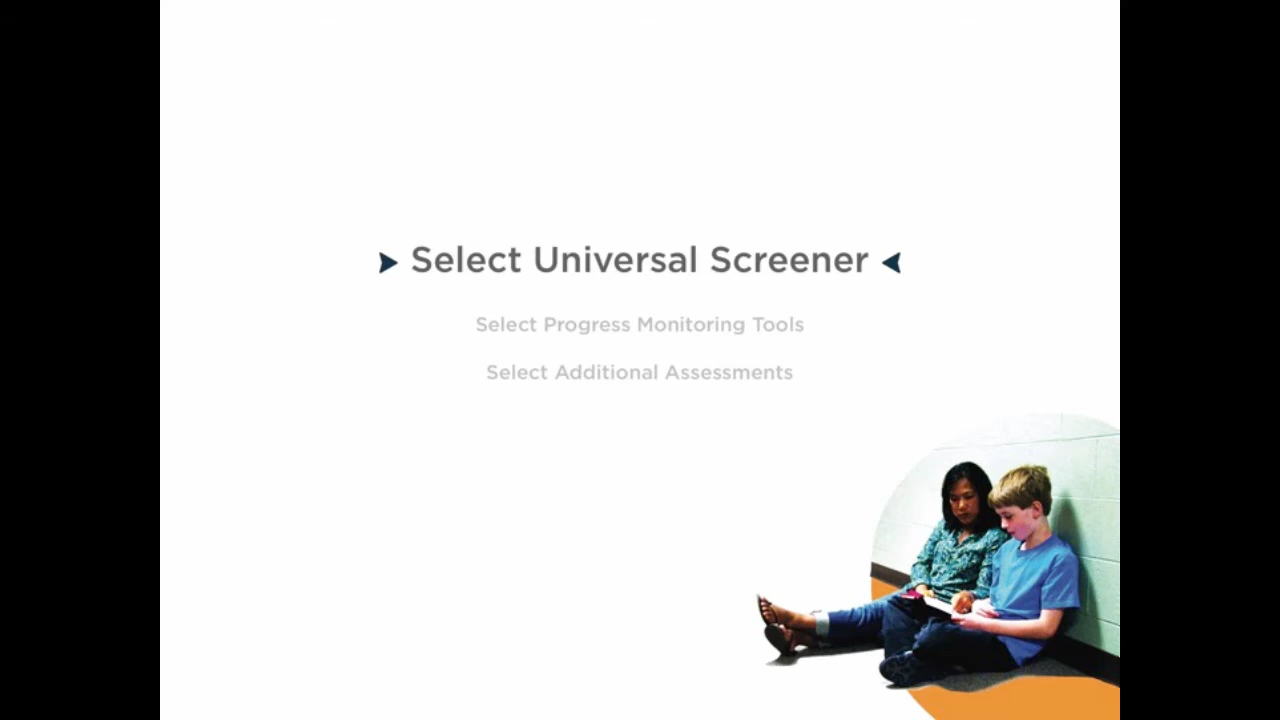 Select Universal Screener
Select Progress Monitoring Tools
Select Additional Assessments